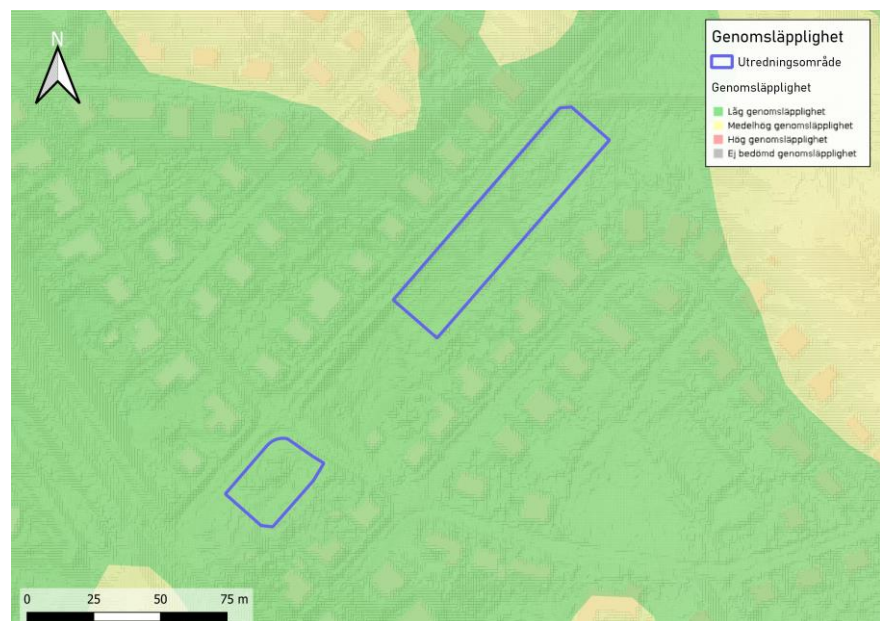 N
Genomsläpplighet
Utredningsområde
Genomsläpplighet
Låg genomsläpplighet
Medelhög genomsläpplighet
Hög genomsläpplighet
Ej bedömd genomsläpplighet
0 25 50 75 m